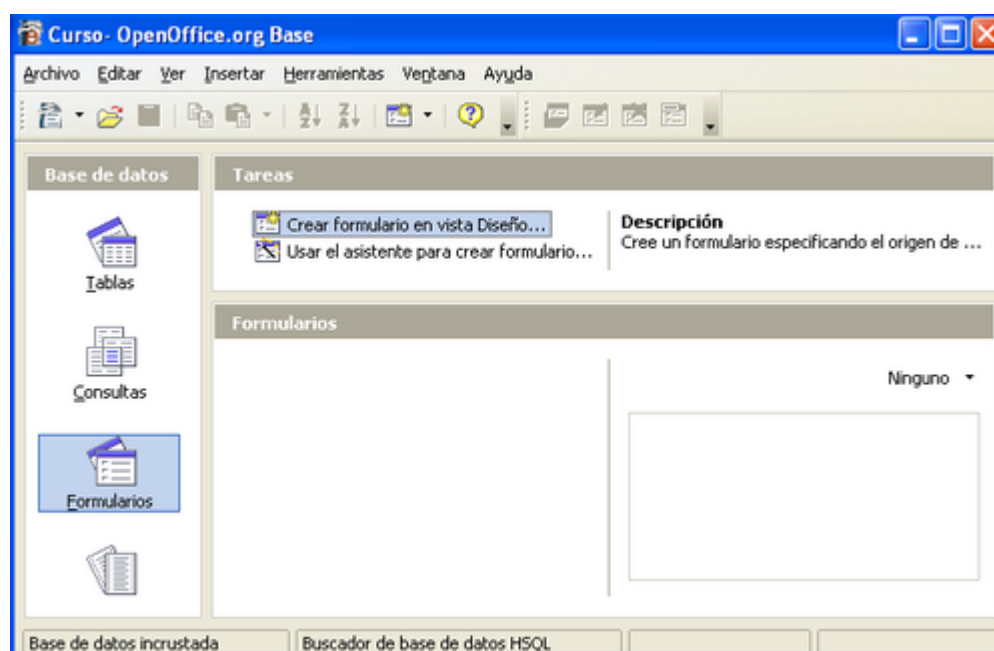 Curso- OpenOffice.org Base
Archivo Editar Ver Insertar Herramientas Ventana Ayuda
Base de datos
Tareas
Crear formulario en vista Diseño...
Usar el asistente para crear formulario...
Descripción
Cree un formulario especificando el origen de ...
Tablas
Formularios
Ninguno
Consultas
Formularios
Base de datos incrustada
Buscador de base de datos HSQL